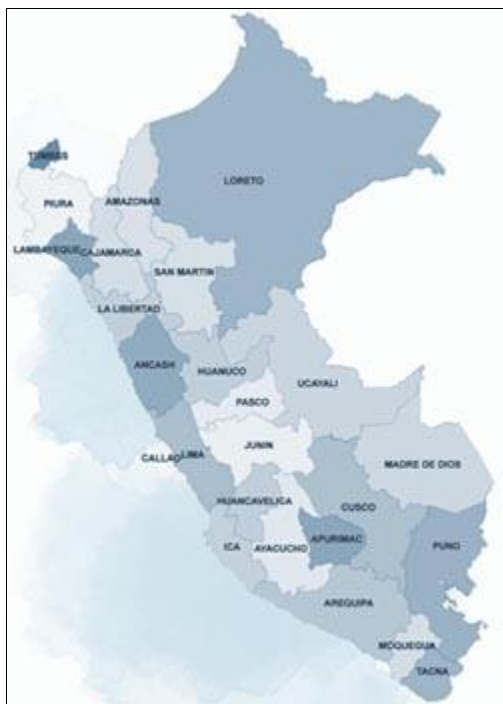 TUMBES
LORETO
PIURA
AMAZONAS
LAMBAYEQUE
CAJAMARCA
SAN MARTIN
LA LIBERTAD
ANCASH
HUANUCO
UCAYALI
PASCO
JUNIN
CALLAO
LIMA
MADRE DE DIOS
HUANCAVELICA
CUSCO
ICA
AYACUCHO
APURIMAC
PUNO
AREQUIPA
MOQUEGUA
TACNA